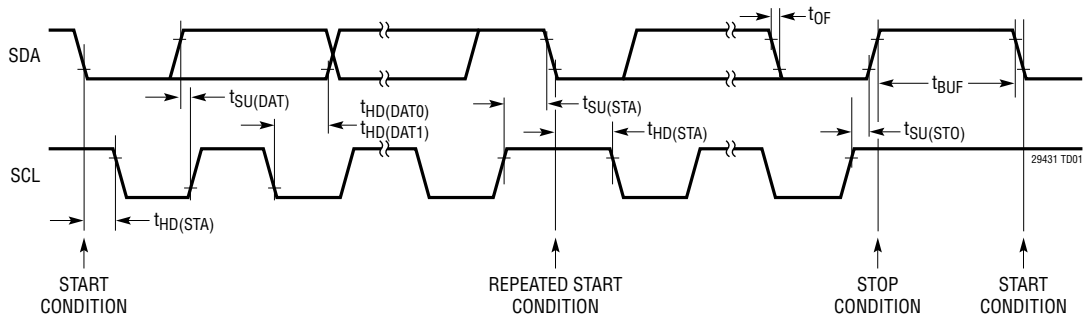 tOF
SDA
tSU(DAT)
tHD(DAT0)
tHD(DAT1)
tSU(STA)
tHD(STA)
tBUF
tSU(STO)
SCL
29431 TD01
tHD(STA)
START
CONDITION
REPEATED START
CONDITION
STOP
CONDITION
START
CONDITION